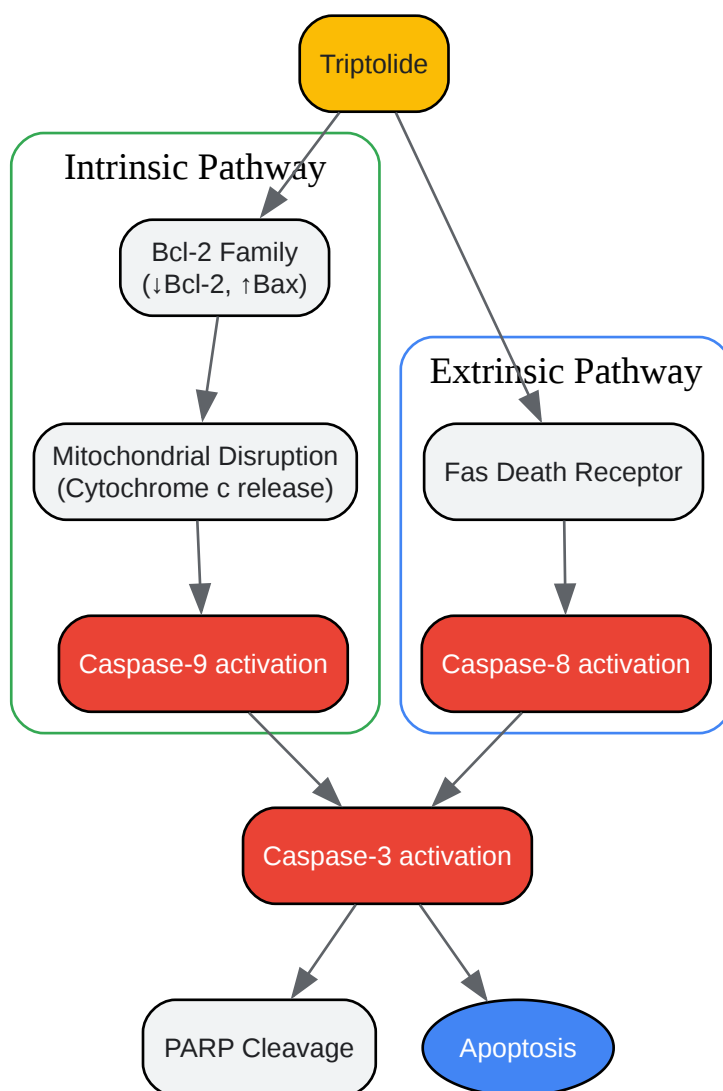 Triptolide
Intrinsic Pathway
Bcl-2 Family
(↓Bcl-2, ↑Bax)
Mitochondrial Disruption
(Cytochrome c release)
Caspase-9 activation
Extrinsic Pathway
Fas Death Receptor
Caspase-8 activation
Caspase-3 activation
PARP Cleavage
Apoptosis